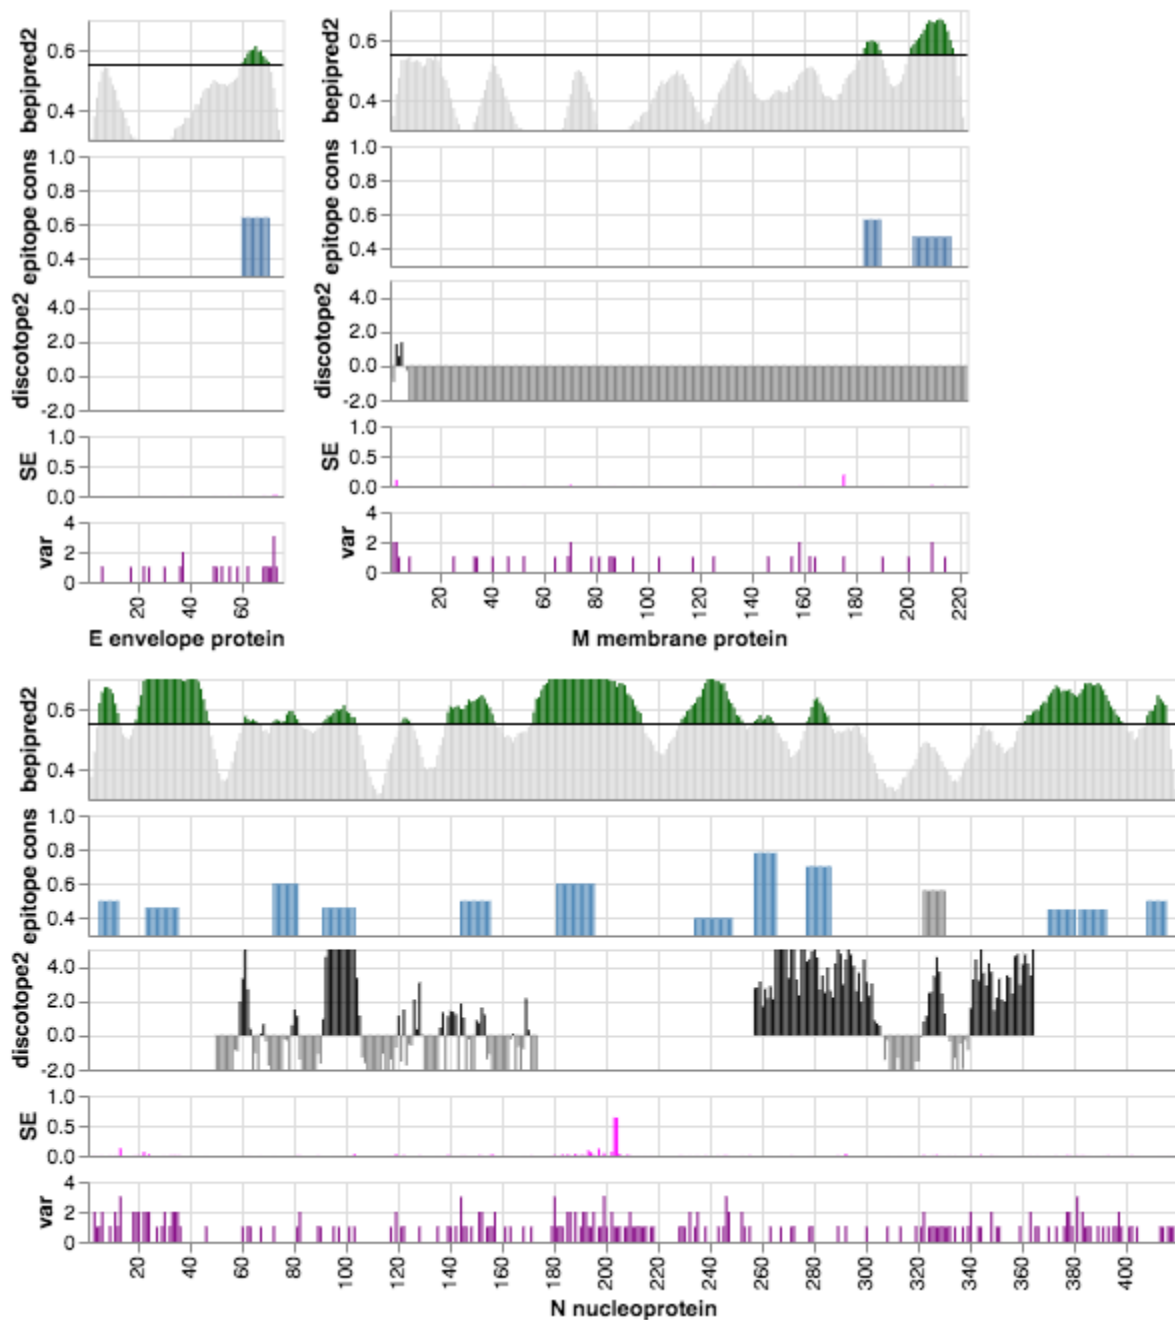 bepipred2
0.6
0.4
epitope cons
1.0
0.8
0.6
0.4
discotope2
4.0
2.0
0.0
-2.0
SE
1.0
0.5
0.0
var
4
2
0
20 40 60
E envelope protein
bepipred2
0.6
0.4
epitope cons
1.0
0.8
0.6
0.4
discotope2
4.0
2.0
0.0
-2.0
SE
1.0
0.5
0.0
var
4
2
0
20 40 60 80 100 120 140 160 180 200 220
M membrane protein
bepipred2
0.6
0.4
epitope cons
1.0
0.8
0.6
0.4
discotope2
4.0
2.0
0.0
-2.0
SE
1.0
0.5
0.0
var
4
2
0
20 40 60 80 100 120 140 160 180 200 220 240 260 280 300 320 340 360 380 400
N nucleoprotein